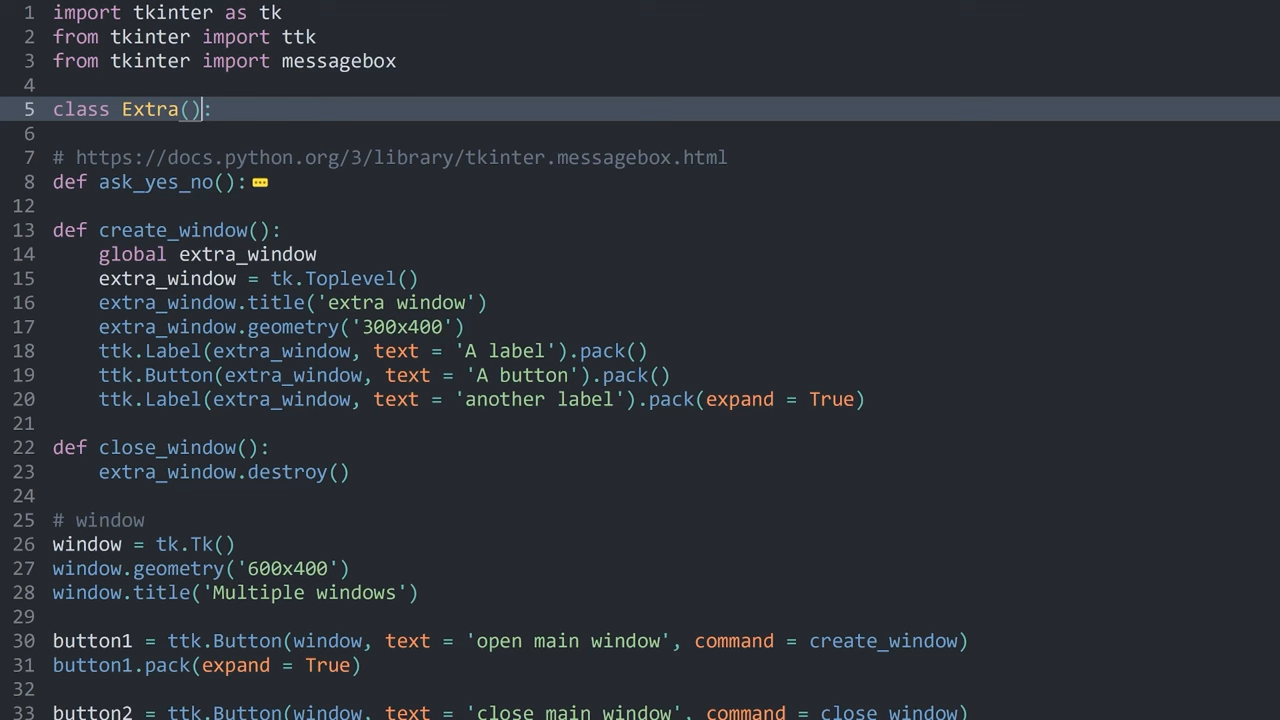 1 import tkinter as tk
2 from tkinter import ttk
3 from tkinter import messagebox
4
5 class Extra():
6
7 # https://docs.python.org/3/library/tkinter.messagebox.html
8 def ask_yes_no():
12
13 def create_window():
14     global extra_window
15     extra_window = tk.Toplevel()
16     extra_window.title('extra window')
17     extra_window.geometry('300x400')
18     ttk.Label(extra_window, text = 'A label').pack()
19     ttk.Button(extra_window, text = 'A button').pack()
20     ttk.Label(extra_window, text = 'another label').pack(expand = True)
21
22 def close_window():
23     extra_window.destroy()
24
25 # window
26 window = tk.Tk()
27 window.geometry('600x400')
28 window.title('Multiple windows')
29
30 button1 = ttk.Button(window, text = 'open main window', command = create_window)
31 button1.pack(expand = True)
32
33 button2 = ttk.Button(window, text = 'close main window', command = close_window)